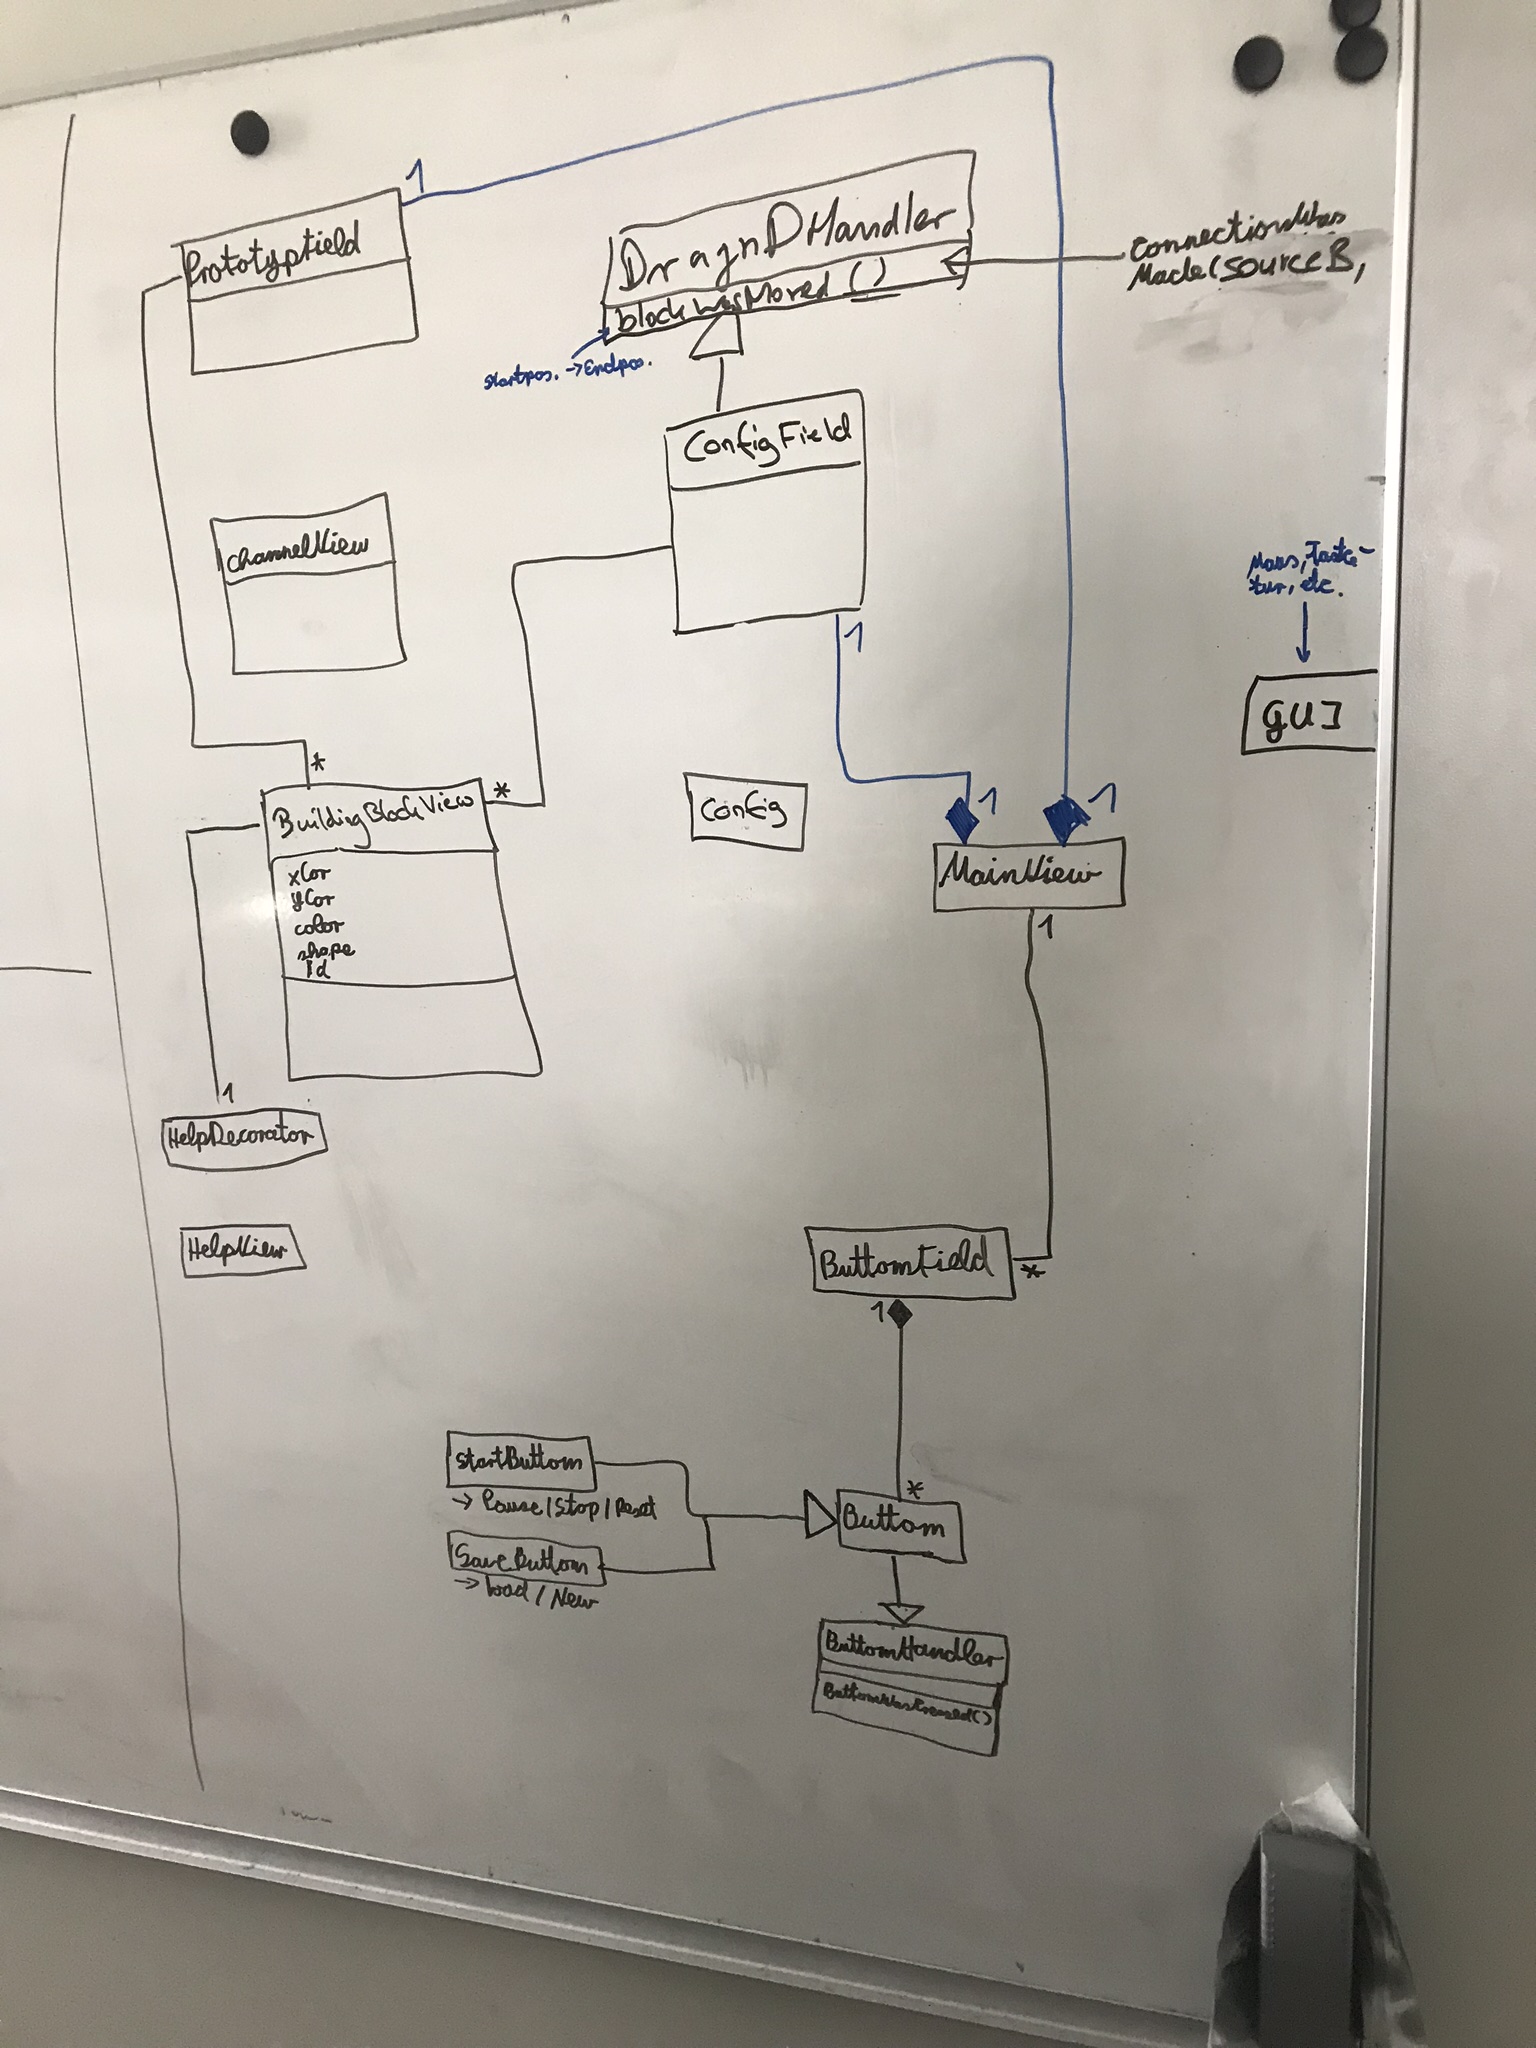 1
PrototypField
DragnDHandler
blockWasMoved ()
Startpos. → Endpos.
ConnectionWas
Made(SourceB,
ConfigField
channelView
1
Maus, Tasta-
tur, etc.
GUI
*
*
BuildingBlockView
xCor
yCor
color
shape
Id
Config
1
1
MainView
1
1
HelpDecorator
HelpView
ButtomField
*
1
startButtom
→ Pause/Stop/Reset
SaveButtom
→ load / New
*
Buttom
ButtomHandler
ButtomWasPressed()